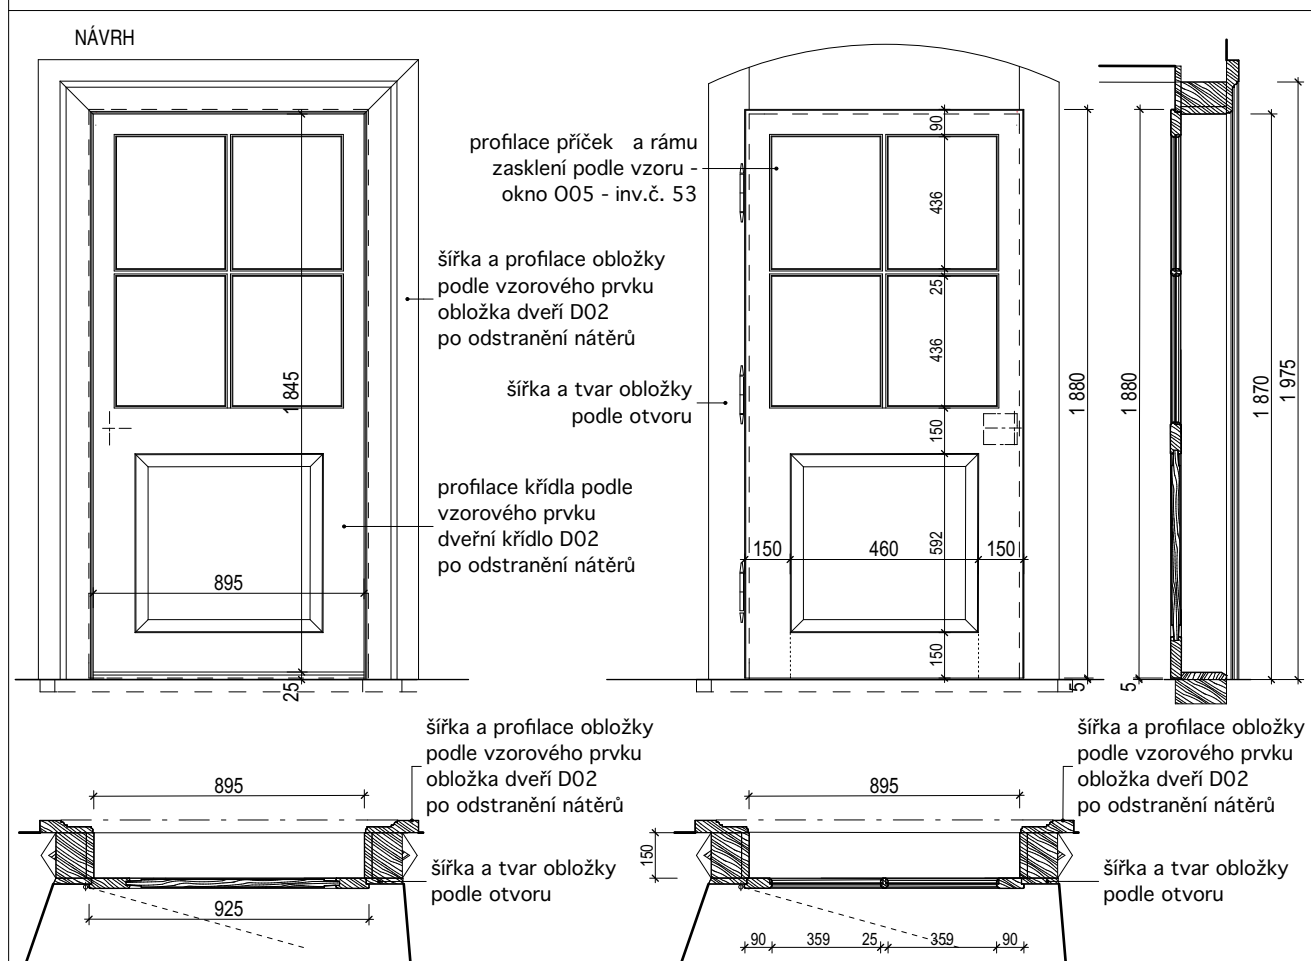 NÁVRH
profilace příček a rámu
zasklení podle vzoru -
okno O05 - inv.č. 53
šířka a profilace obložky
podle vzorového prvku
obložka dveří D02
po odstranění nátěrů
šířka a tvar obložky
podle otvoru
profilace křídla podle
vzorového prvku
dveřní křídlo D02
po odstranění nátěrů
1 845
895
25
90
436
25
436
150
592
150
150
460
150
1 880
5
1 880
5
1 870
1 975
šířka a profilace obložky
podle vzorového prvku
obložka dveří D02
po odstranění nátěrů
895
925
šířka a tvar obložky
podle otvoru
šířka a profilace obložky
podle vzorového prvku
obložka dveří D02
po odstranění nátěrů
895
150
šířka a tvar obložky
podle otvoru
90 359 25 359 90